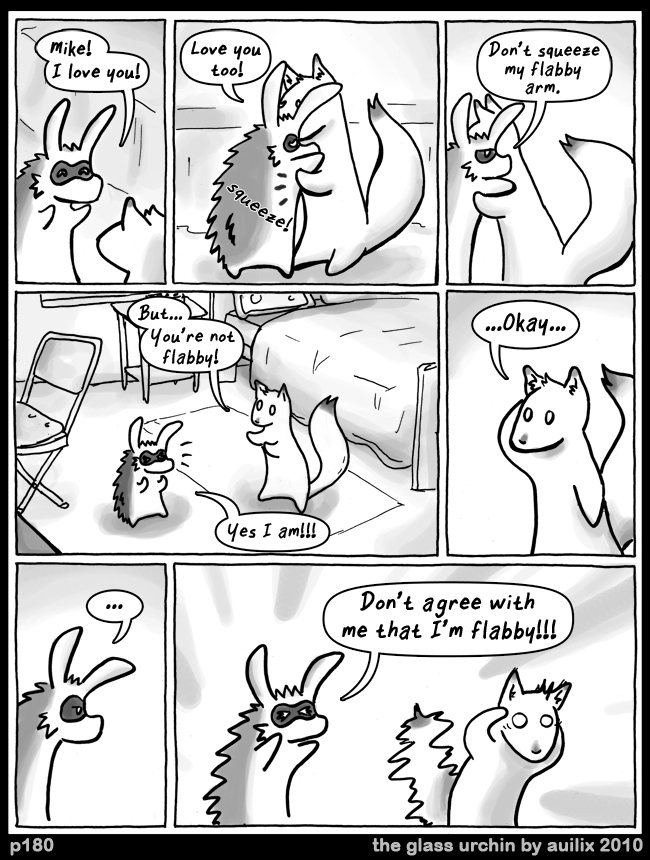 Mike!
I love you!
Love you
too!
squeeze!
Don't squeeze
my flabby
arm.
But...
You're not
flabby!
Yes I am!!!
...Okay...
...
Don't agree with
me that I'm flabby!!!
p180
the glass urchin by auilix 2010